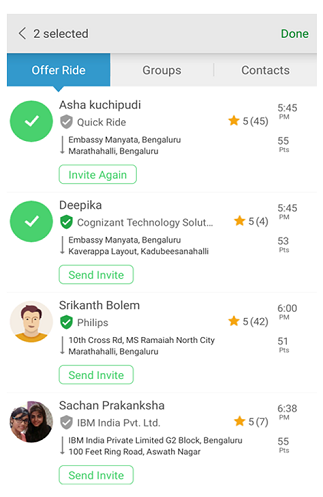 2 selected Done
Offer Ride Groups Contacts
Asha kuchipudi 5:45
Quick Ride 5 (45) PM
Embassy Manyata, Bengaluru 55
Marathahalli, Bengaluru Pts
Invite Again
Deepika 5:45
Cognizant Technology Solut... 5 (4) PM
Embassy Manyata, Bengaluru 53
Kaverappa Layout, Kadubeesanahalli Pts
Send Invite
Srikanth Bolem 6:00
Philips 5 (42) PM
10th Cross Rd, MS Ramaiah North City 51
Marathahalli, Bengaluru Pts
Send Invite
Sachan Prakanksha 6:38
IBM India Pvt. Ltd. 5 (7) PM
IBM India Private Limited G2 Block, Bengaluru 55
100 Feet Ring Road, Aswath Nagar Pts
Send Invite